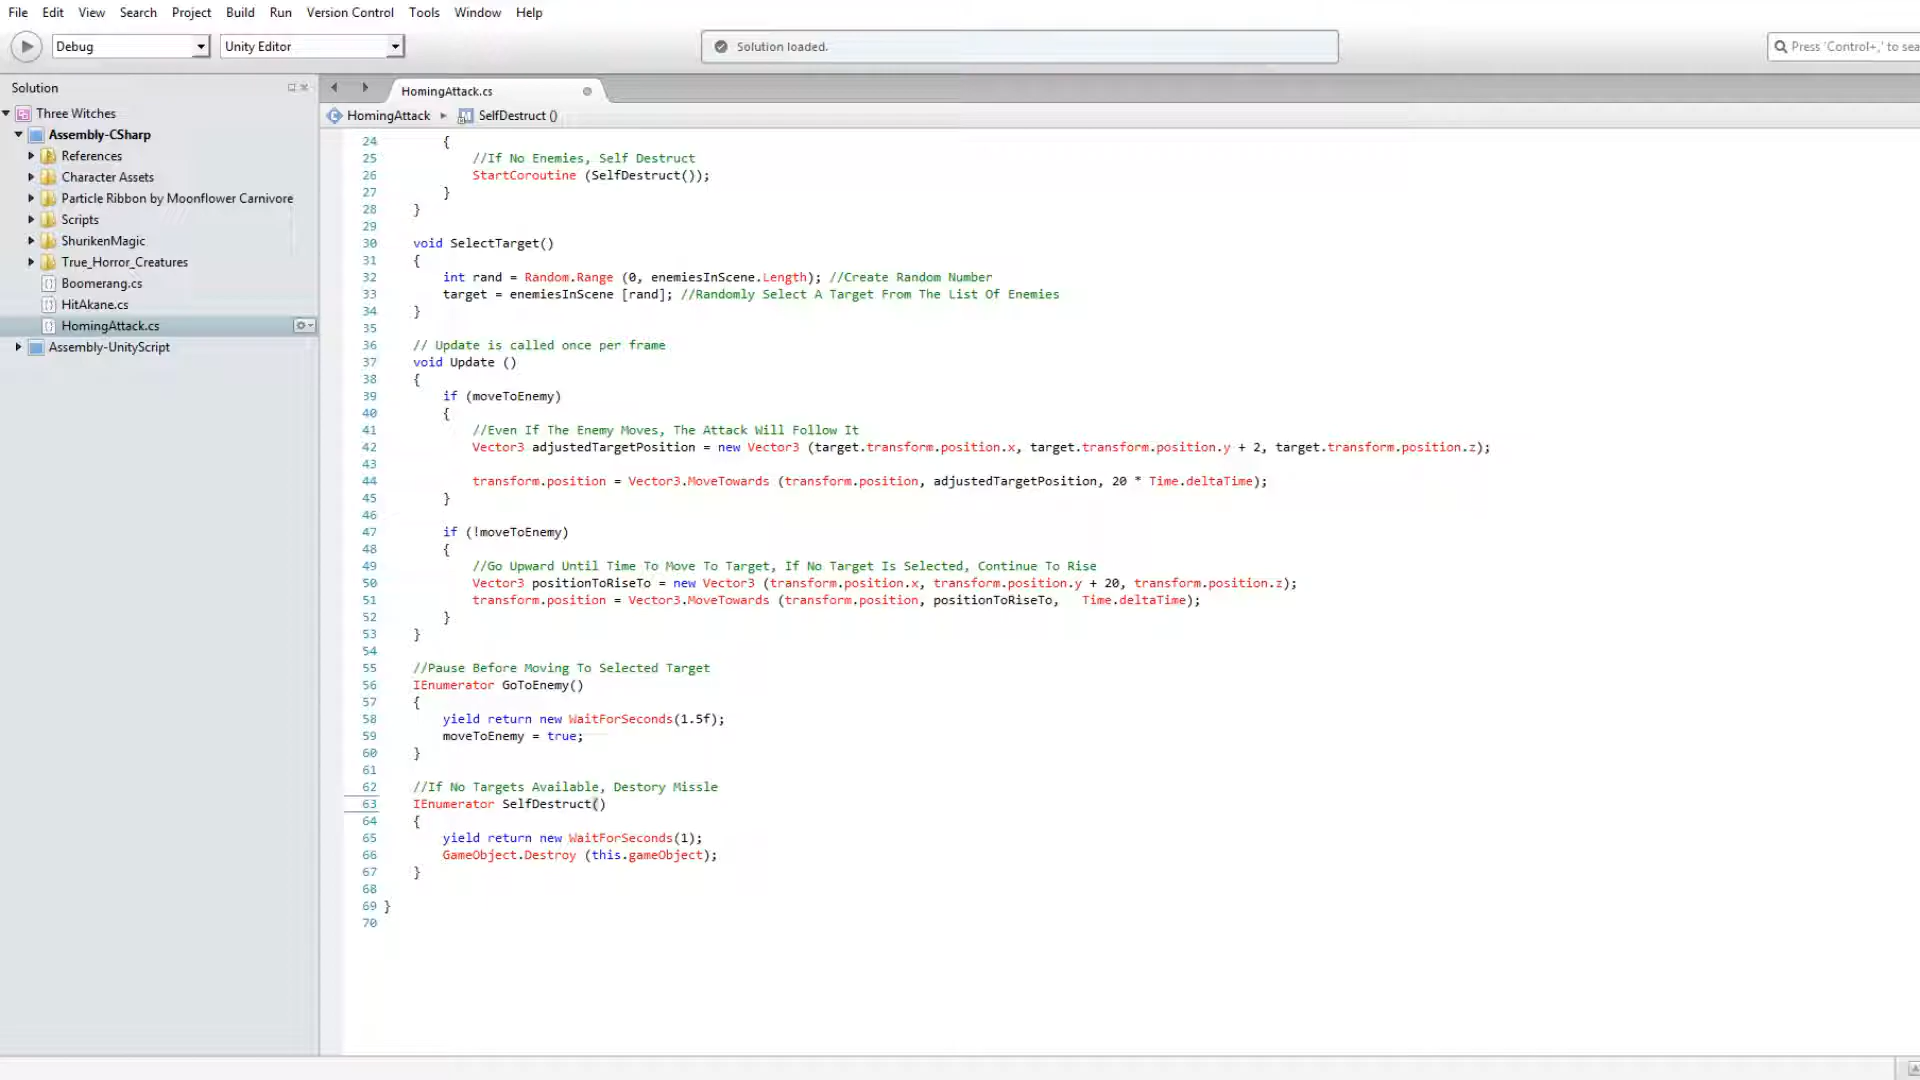 File Edit View Search Project Build Run Version Control Tools Window Help
Debug Unity Editor Solution loaded. Press 'Control+,' to sea
Solution
Three Witches
Assembly-CSharp
References
Character Assets
Particle Ribbon by Moonflower Carnivore
Scripts
ShurikenMagic
True_Horror_Creatures
Boomerang.cs
HitAkane.cs
HomingAttack.cs
Assembly-UnityScript
HomingAttack.cs
HomingAttack SelfDestruct ()
24 {
25 //If No Enemies, Self Destruct
26 StartCoroutine (SelfDestruct());
27 }
28 }
29
30 void SelectTarget()
31 {
32 int rand = Random.Range (0, enemiesInScene.Length); //Create Random Number
33 target = enemiesInScene [rand]; //Randomly Select A Target From The List Of Enemies
34 }
35
36 // Update is called once per frame
37 void Update ()
38 {
39 if (moveToEnemy)
40 {
41 //Even If The Enemy Moves, The Attack Will Follow It
42 Vector3 adjustedTargetPosition = new Vector3 (target.transform.position.x, target.transform.position.y + 2, target.transform.position.z);
43
44 transform.position = Vector3.MoveTowards (transform.position, adjustedTargetPosition, 20 * Time.deltaTime);
45 }
46
47 if (!moveToEnemy)
48 {
49 //Go Upward Until Time To Move To Target, If No Target Is Selected, Continue To Rise
50 Vector3 positionToRiseTo = new Vector3 (transform.position.x, transform.position.y + 20, transform.position.z);
51 transform.position = Vector3.MoveTowards (transform.position, positionToRiseTo, Time.deltaTime);
52 }
53 }
54
55 //Pause Before Moving To Selected Target
56 IEnumerator GoToEnemy()
57 {
58 yield return new WaitForSeconds(1.5f);
59 moveToEnemy = true;
60 }
61
62 //If No Targets Available, Destory Missle
63 IEnumerator SelfDestruct()
64 {
65 yield return new WaitForSeconds(1);
66 GameObject.Destroy (this.gameObject);
67 }
68
69 }
70